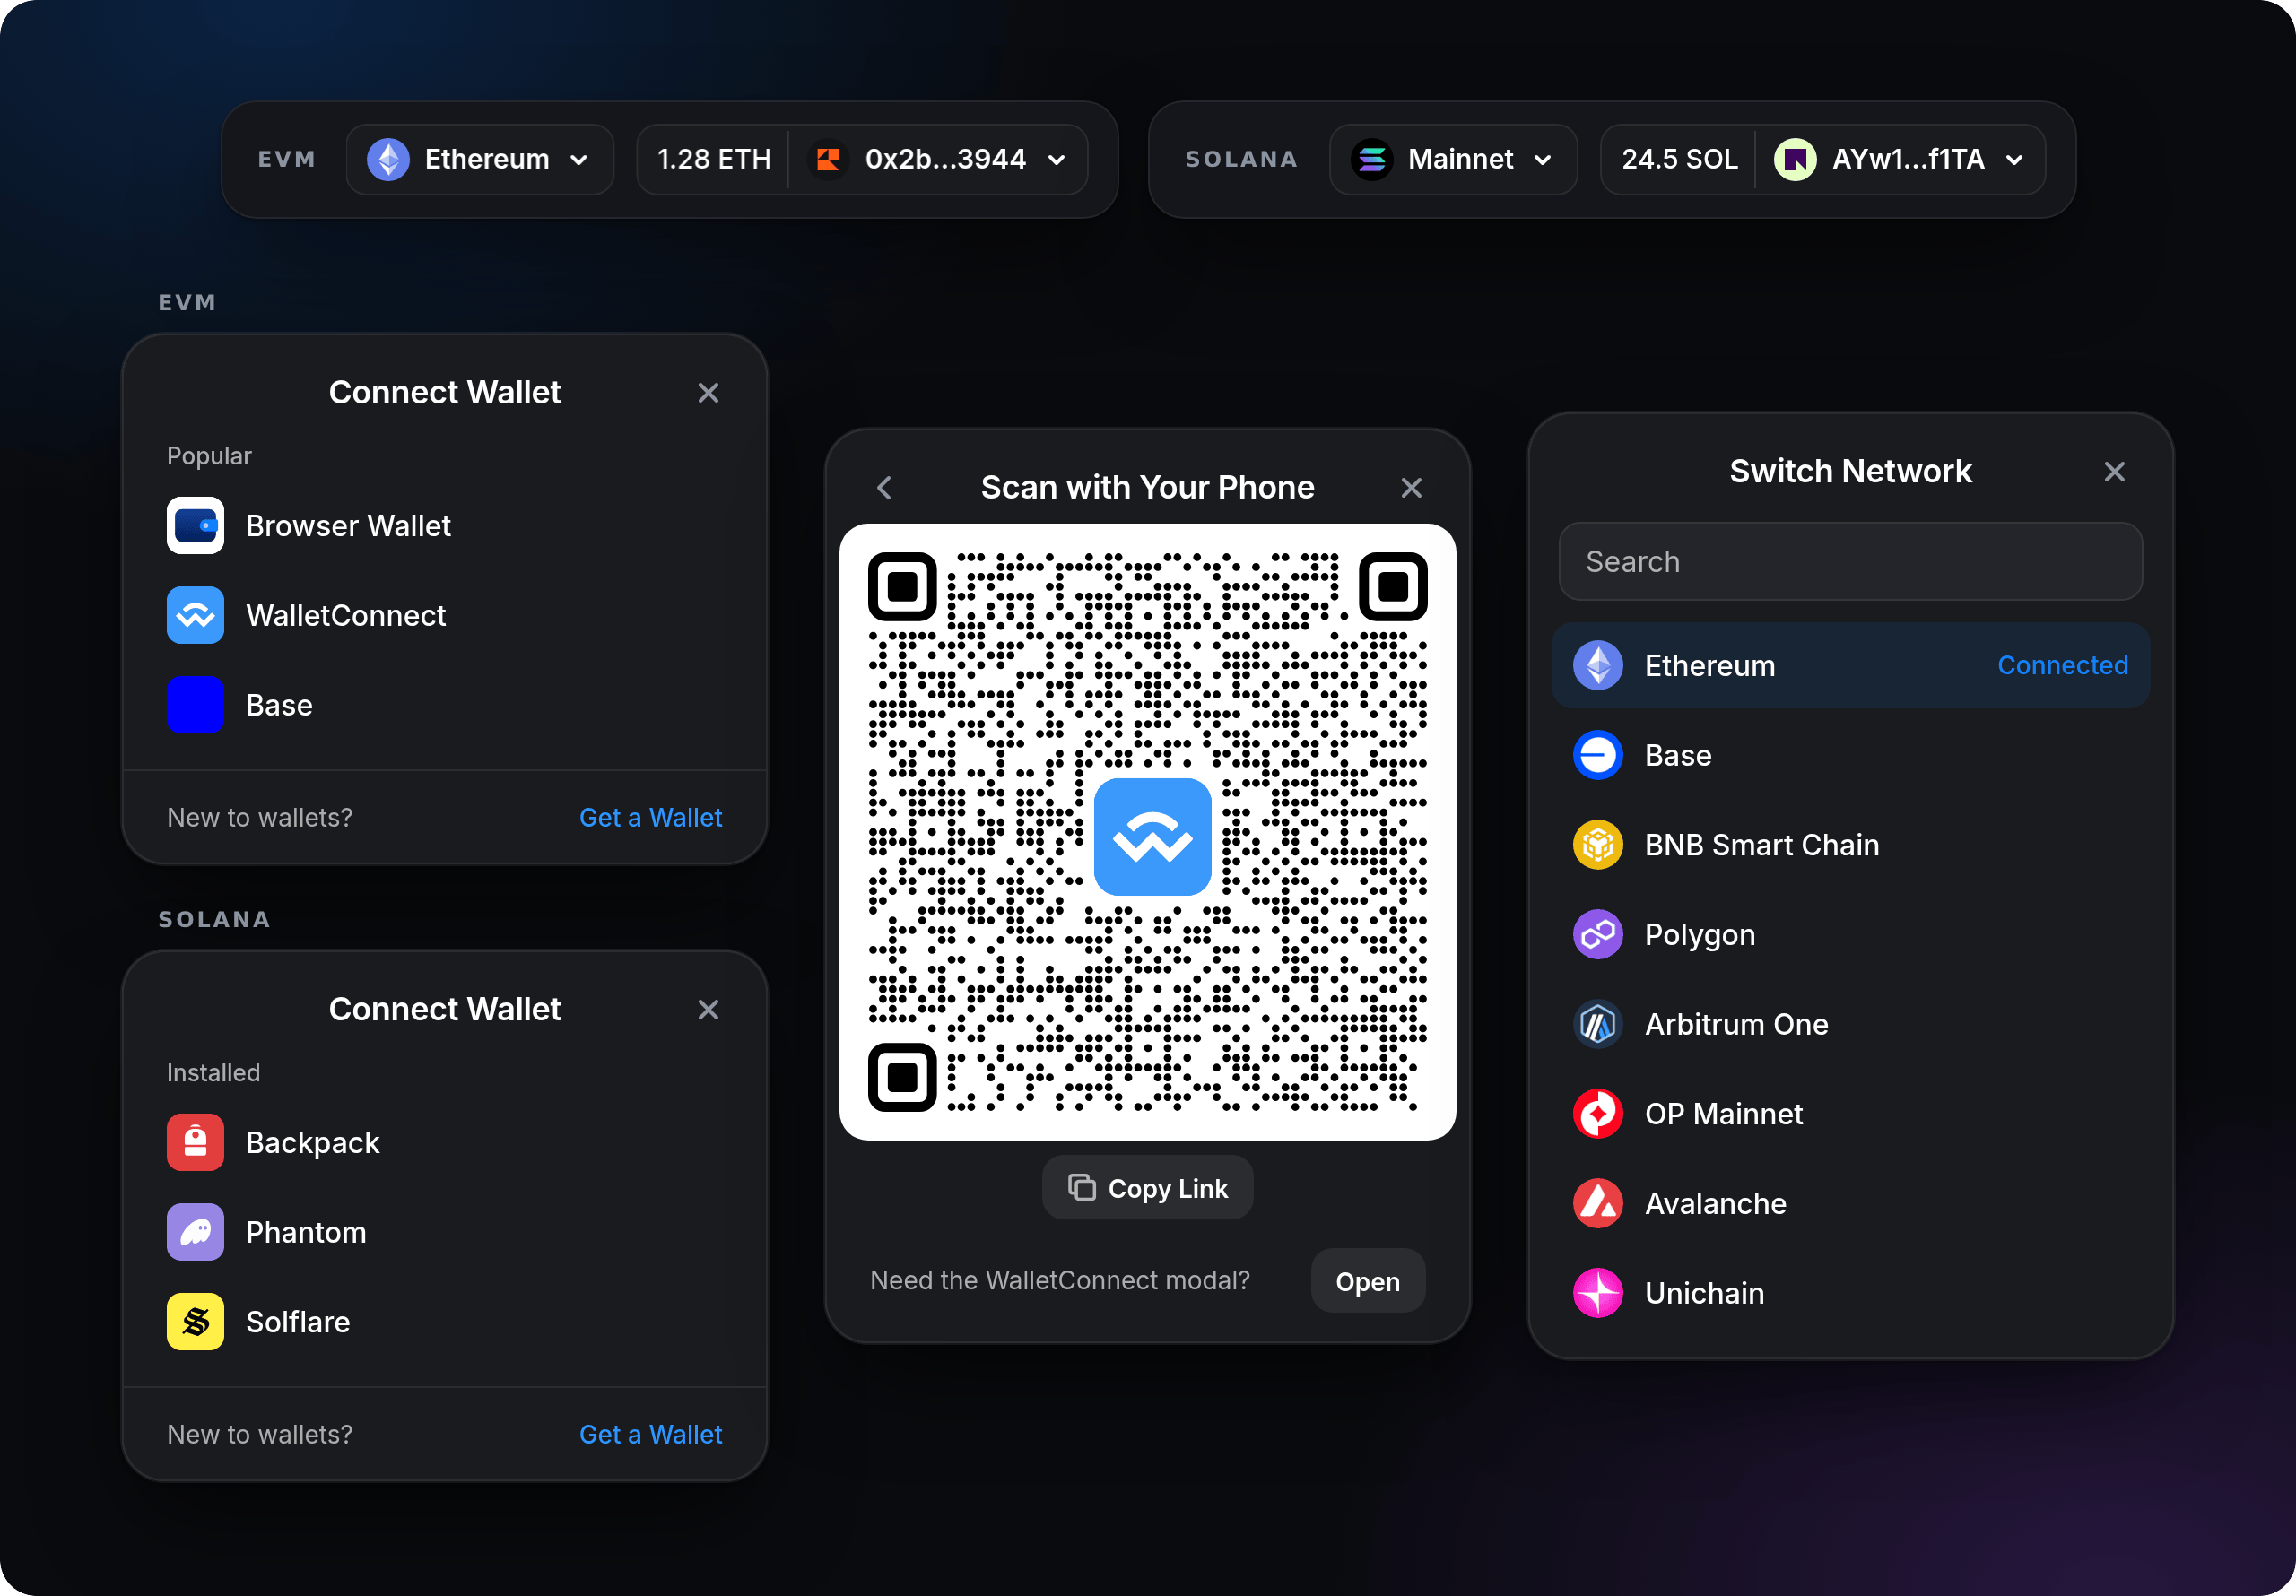 EVM
Ethereum
1.28 ETH
0x2b...3944
SOLANA
Mainnet
24.5 SOL
AYw1...f1TA
EVM
Connect Wallet
Popular
Browser Wallet
WalletConnect
Base
New to wallets?
Get a Wallet
SOLANA
Connect Wallet
Installed
Backpack
Phantom
Solflare
New to wallets?
Get a Wallet
Scan with Your Phone
Copy Link
Need the WalletConnect modal?
Open
Switch Network
Search
Ethereum
Connected
Base
BNB Smart Chain
Polygon
Arbitrum One
OP Mainnet
Avalanche
Unichain